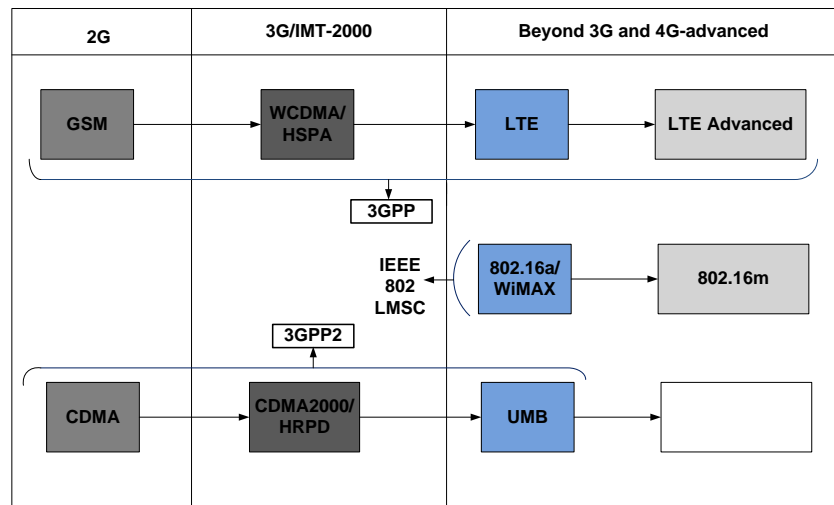 2G
3G/IMT-2000
Beyond 3G and 4G-advanced
GSM
WCDMA/
HSPA
LTE
LTE Advanced
3GPP
IEEE
802
LMSC
802.16a/
WiMAX
802.16m
3GPP2
CDMA
CDMA2000/
HRPD
UMB